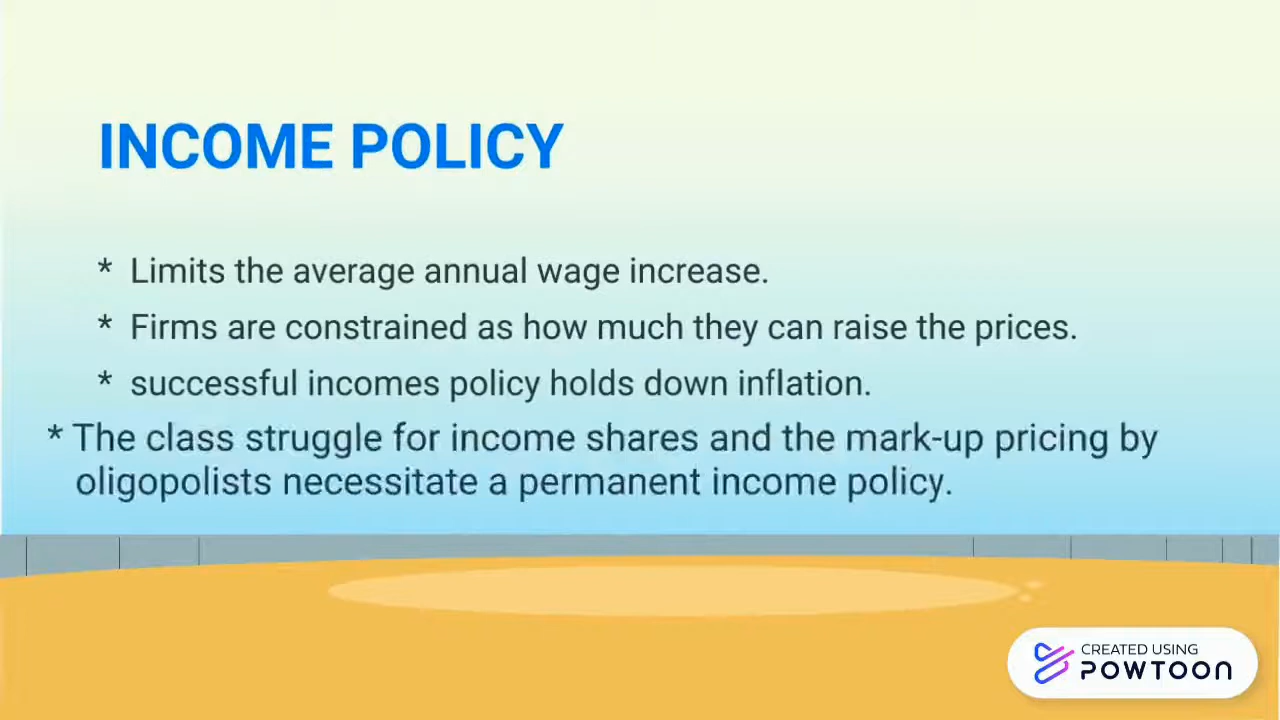 INCOME POLICY
* Limits the average annual wage increase.
* Firms are constrained as how much they can raise the prices.
* successful incomes policy holds down inflation.
* The class struggle for income shares and the mark-up pricing by
oligopolists necessitate a permanent income policy.
CREATED USING
POWTOON